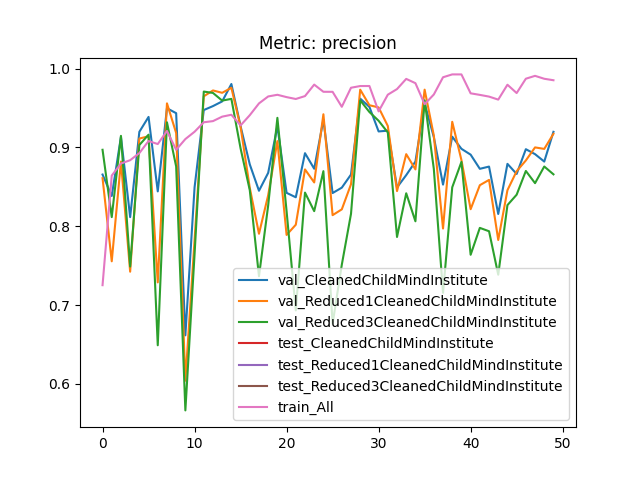 Metric: precision
1.0
0.9
0.8
0.7
0.6
0
10
20
30
40
50
val_CleanedChildMindInstitute
val_Reduced1CleanedChildMindInstitute
val_Reduced3CleanedChildMindInstitute
test_CleanedChildMindInstitute
test_Reduced1CleanedChildMindInstitute
test_Reduced3CleanedChildMindInstitute
train_All